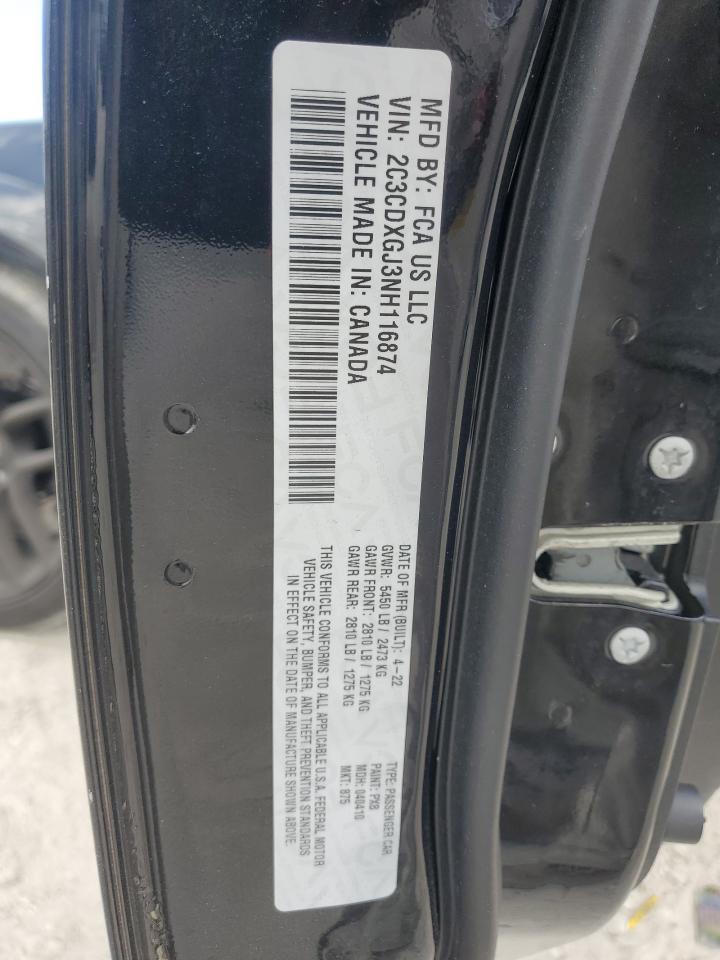 MFD BY: FCA US LLC
VIN: 2C3CDXGJ3NH116874
VEHICLE MADE IN: CANADA
DATE OF MFR (BUILT): 4-22
GVWR: 5450 LB / 2473 KG
GAWR FRONT: 2810 LB / 1275 KG
GAWR REAR: 2810 LB / 1275 KG
TYPE: PASSENGER CAR
PAINT: PX8
MDH: 040410
MKT: 875
THIS VEHICLE CONFORMS TO ALL APPLICABLE U.S.A. FEDERAL MOTOR
VEHICLE SAFETY, BUMPER, AND THEFT PREVENTION STANDARDS
IN EFFECT ON THE DATE OF MANUFACTURE SHOWN ABOVE.